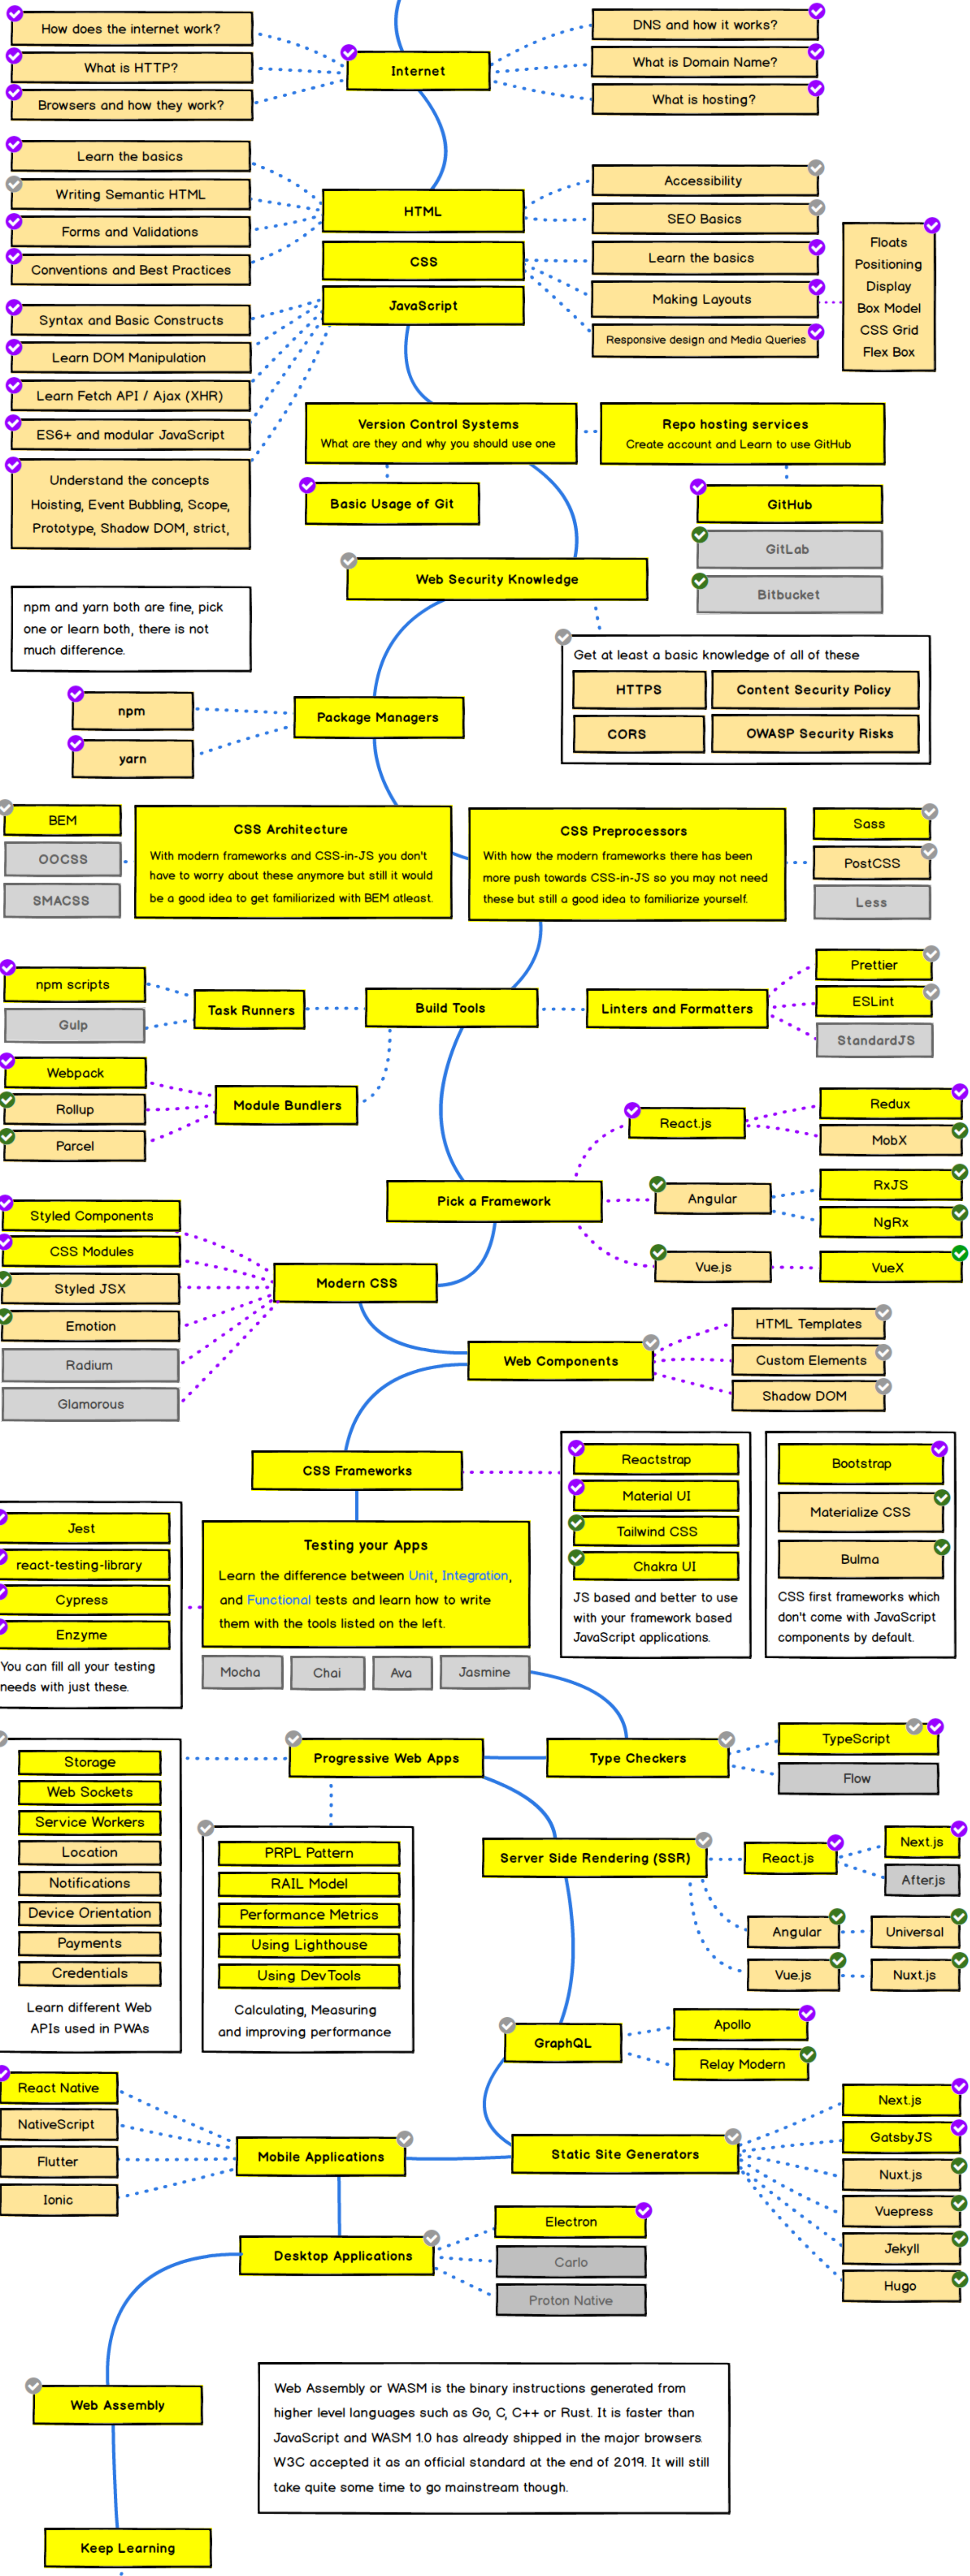 How does the internet work?
What is HTTP?
Browsers and how they work?
Internet
DNS and how it works?
What is Domain Name?
What is hosting?
Learn the basics
Writing Semantic HTML
Forms and Validations
Conventions and Best Practices
HTML
Accessibility
SEO Basics
CSS
Learn the basics
Making Layouts
Responsive design and Media Queries
Floats
Positioning
Display
Box Model
CSS Grid
Flex Box
JavaScript
Syntax and Basic Constructs
Learn DOM Manipulation
Learn Fetch API / Ajax (XHR)
ES6+ and modular JavaScript
Understand the concepts
Hoisting, Event Bubbling, Scope,
Prototype, Shadow DOM, strict,
Version Control Systems
What are they and why you should use one
Basic Usage of Git
Repo hosting services
Create account and Learn to use GitHub
GitHub
GitLab
Bitbucket
Web Security Knowledge
Get at least a basic knowledge of all of these
HTTPS
Content Security Policy
CORS
OWASP Security Risks
npm and yarn both are fine, pick
one or learn both, there is not
much difference.
npm
yarn
Package Managers
BEM
OOCSS
SMACSS
CSS Architecture
With modern frameworks and CSS-in-JS you don't
have to worry about these anymore but still it would
be a good idea to get familiarized with BEM atleast.
CSS Preprocessors
With how the modern frameworks there has been
more push towards CSS-in-JS so you may not need
these but still a good idea to familiarize yourself.
Sass
PostCSS
Less
npm scripts
Gulp
Task Runners
Build Tools
Linters and Formatters
Prettier
ESLint
StandardJS
Webpack
Rollup
Parcel
Module Bundlers
Pick a Framework
React.js
Redux
MobX
Angular
RxJS
NgRx
Vue.js
VueX
Styled Components
CSS Modules
Styled JSX
Emotion
Radium
Glamorous
Modern CSS
Web Components
HTML Templates
Custom Elements
Shadow DOM
CSS Frameworks
Reactstrap
Material UI
Tailwind CSS
Chakra UI
JS based and better to use
with your framework based
JavaScript applications.
Bootstrap
Materialize CSS
Bulma
CSS first frameworks which
don't come with JavaScript
components by default.
Jest
react-testing-library
Cypress
Enzyme
You can fill all your testing
needs with just these.
Testing your Apps
Learn the difference between Unit, Integration,
and Functional tests and learn how to write
them with the tools listed on the left.
Mocha
Chai
Ava
Jasmine
Progressive Web Apps
Type Checkers
TypeScript
Flow
Storage
Web Sockets
Service Workers
Location
Notifications
Device Orientation
Payments
Credentials
Learn different Web
APIs used in PWAs
PRPL Pattern
RAIL Model
Performance Metrics
Using Lighthouse
Using DevTools
Calculating, Measuring
and improving performance
Server Side Rendering (SSR)
React.js
Next.js
After.js
Angular
Universal
Vue.js
Nuxt.js
GraphQL
Apollo
Relay Modern
React Native
NativeScript
Flutter
Ionic
Mobile Applications
Static Site Generators
Next.js
GatsbyJS
Nuxt.js
Vuepress
Jekyll
Hugo
Desktop Applications
Electron
Carlo
Proton Native
Web Assembly
Web Assembly or WASM is the binary instructions generated from
higher level languages such as Go, C, C++ or Rust. It is faster than
JavaScript and WASM 1.0 has already shipped in the major browsers.
W3C accepted it as an official standard at the end of 2019. It will still
take quite some time to go mainstream though.
Keep Learning